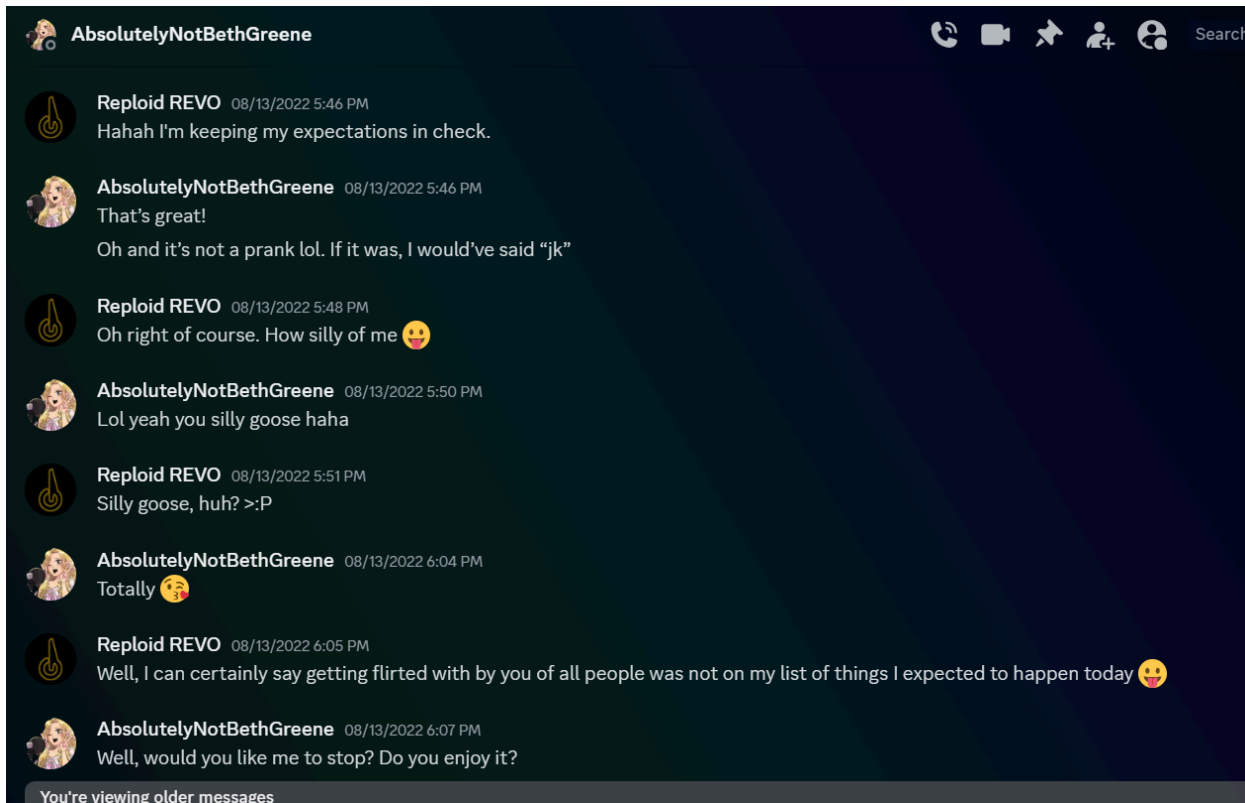 AbsolutelyNotBethGreene
Search
Reploid REVO 08/13/2022 5:46 PM
Hahah I'm keeping my expectations in check.
AbsolutelyNotBethGreene 08/13/2022 5:46 PM
That’s great!
Oh and it’s not a prank lol. If it was, I would’ve said “jk”
Reploid REVO 08/13/2022 5:48 PM
Oh right of course. How silly of me 😛
AbsolutelyNotBethGreene 08/13/2022 5:50 PM
Lol yeah you silly goose haha
Reploid REVO 08/13/2022 5:51 PM
Silly goose, huh? >:P
AbsolutelyNotBethGreene 08/13/2022 6:04 PM
Totally 😘
Reploid REVO 08/13/2022 6:05 PM
Well, I can certainly say getting flirted with by you of all people was not on my list of things I expected to happen today 😛
AbsolutelyNotBethGreene 08/13/2022 6:07 PM
Well, would you like me to stop? Do you enjoy it?
You're viewing older messages